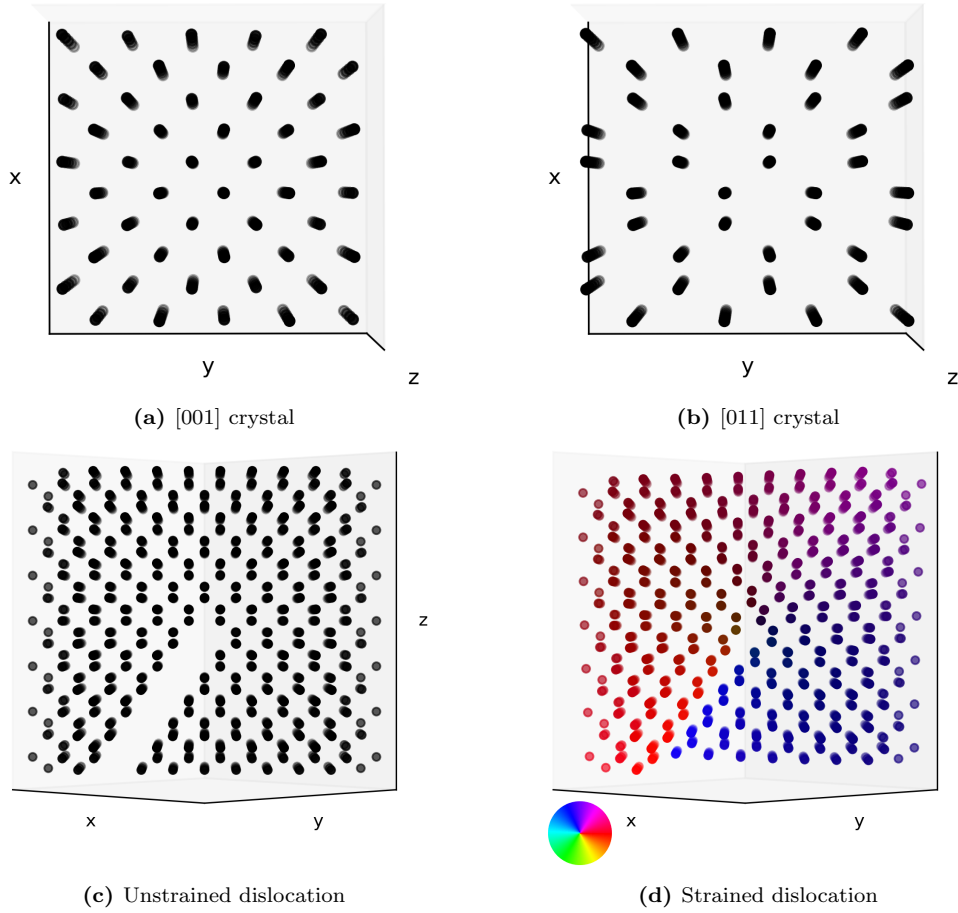 x
y
z
(a) [001] crystal
x
y
z
(b) [011] crystal
x
y
z
(c) Unstrained dislocation
x
y
(d) Strained dislocation